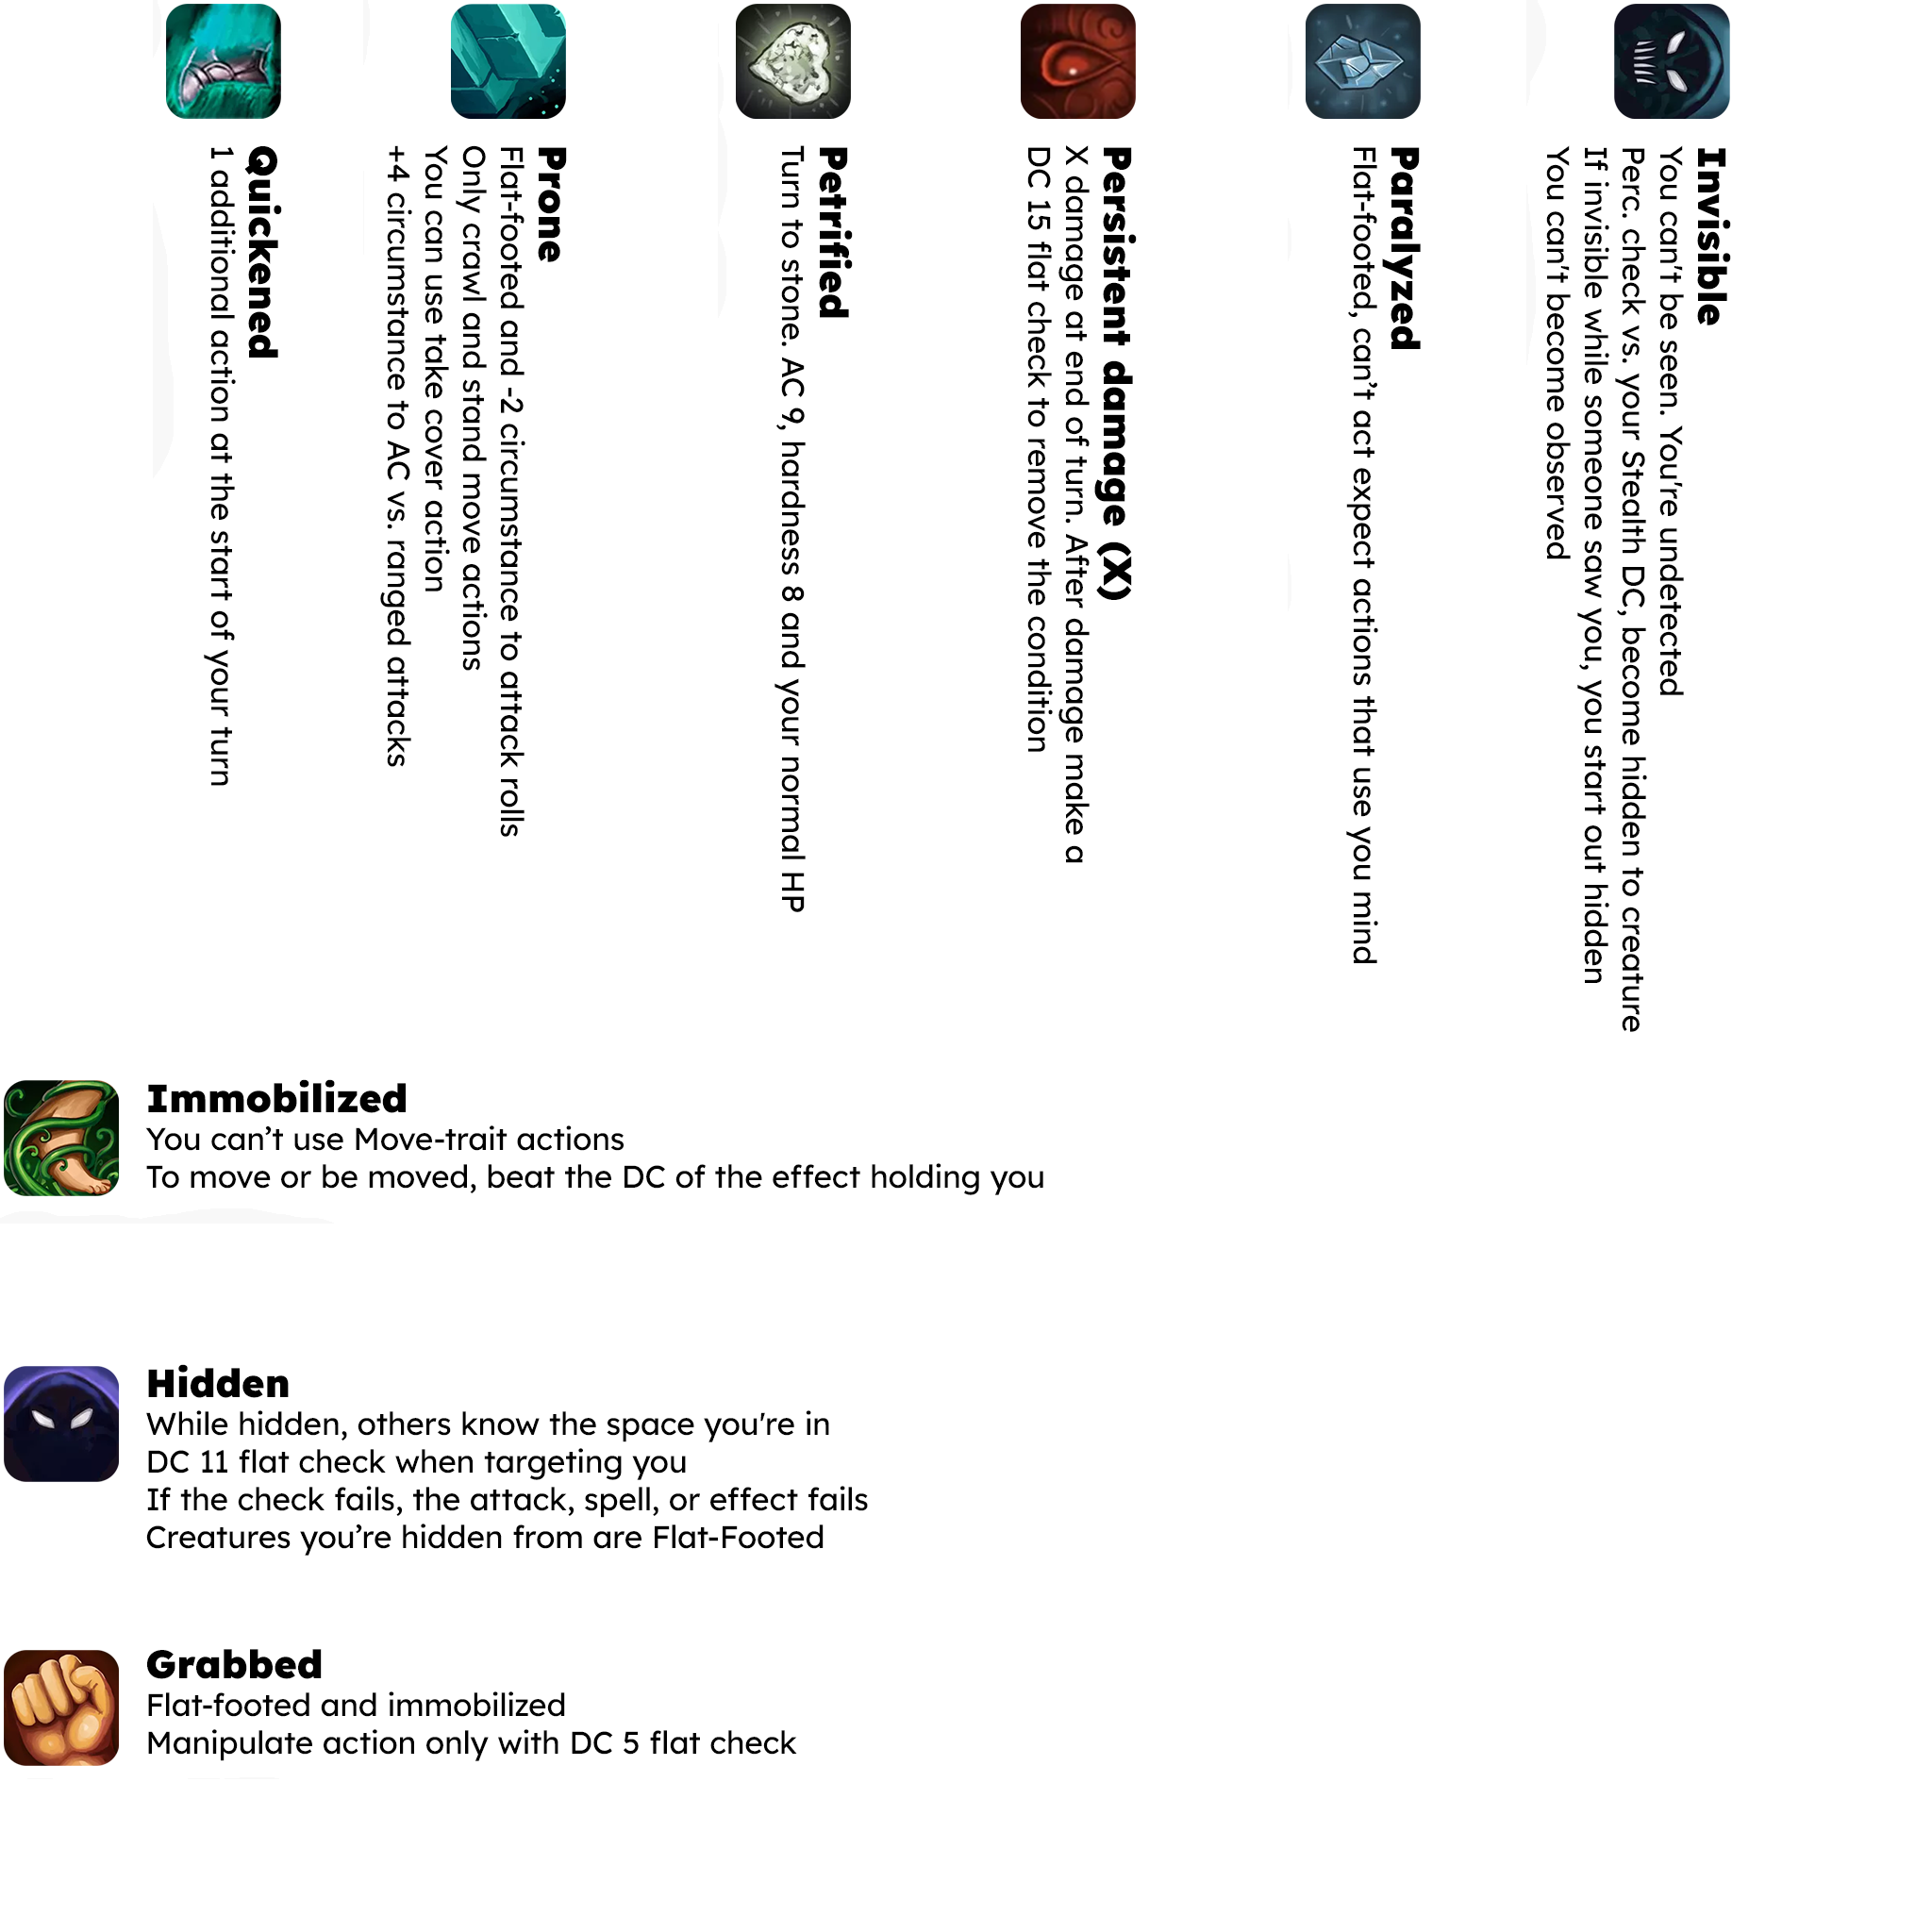 Quickened
1 additional action at the start of your turn
Prone
Flat-footed and -2 circumstance to attack rolls
Only crawl and stand move actions
You can use take cover action
+4 circumstance to AC vs. ranged attacks
Petrified
Turn to stone. AC 9, hardness 8 and your normal HP
Persistent damage (X)
X damage at end of turn. After damage make a
DC 15 flat check to remove the condition
Paralyzed
Flat-footed, can’t act expect actions that use you mind
Invisible
You can’t be seen. You’re undetected
Perc. check vs. your Stealth DC, become hidden to creature
If invisible while someone saw you, you start out hidden
You can’t become observed
Immobilized
You can’t use Move-trait actions
To move or be moved, beat the DC of the effect holding you
Hidden
While hidden, others know the space you're in
DC 11 flat check when targeting you
If the check fails, the attack, spell, or effect fails
Creatures you’re hidden from are Flat-Footed
Grabbed
Flat-footed and immobilized
Manipulate action only with DC 5 flat check